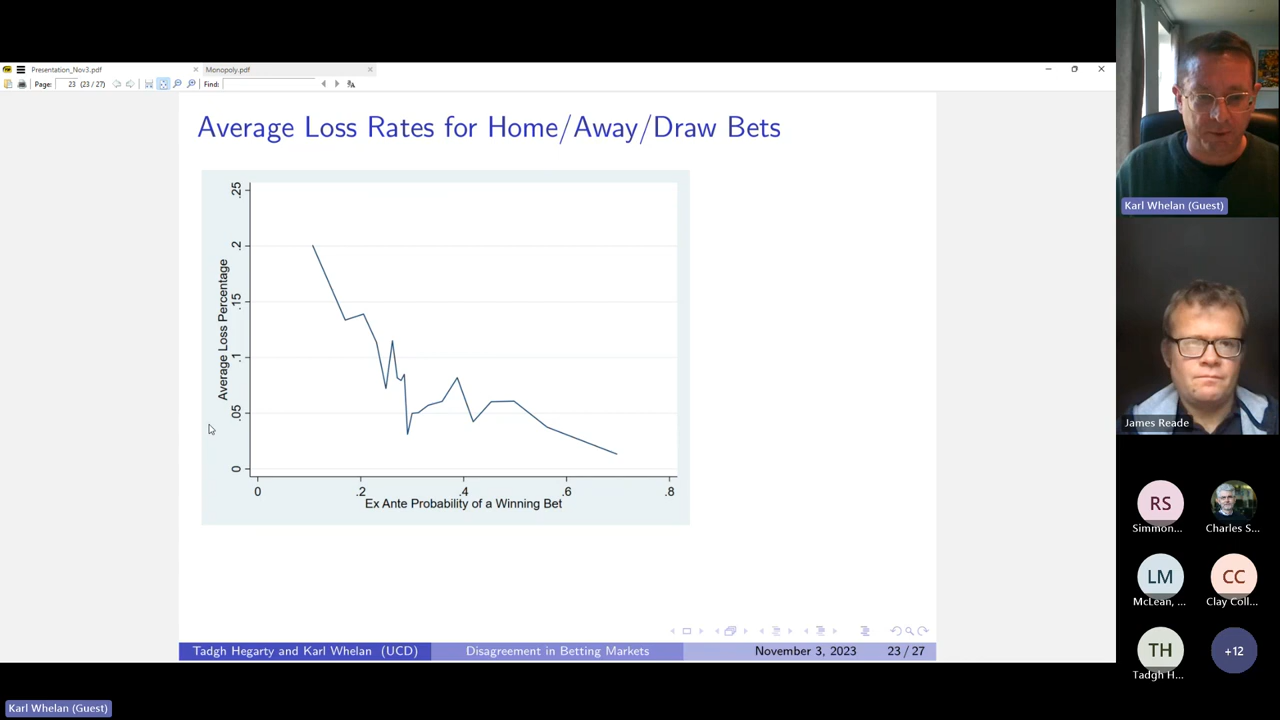 Presentation_Nov3.pdf
Monopoly.pdf
Page: 23 (23 / 27)
Find:
Average Loss Rates for Home/Away/Draw Bets
Average Loss Percentage
.25
.2
.15
.1
.05
0
0 .2 .4 .6 .8
Ex Ante Probability of a Winning Bet
Tadgh Hegarty and Karl Whelan (UCD)
Disagreement in Betting Markets
November 3, 2023
23 / 27
Karl Whelan (Guest)
James Reade
RS
Simmon...
Charles S...
LM
McLean, ...
CC
Clay Coll...
TH
Tadgh H...
+12
Karl Whelan (Guest)